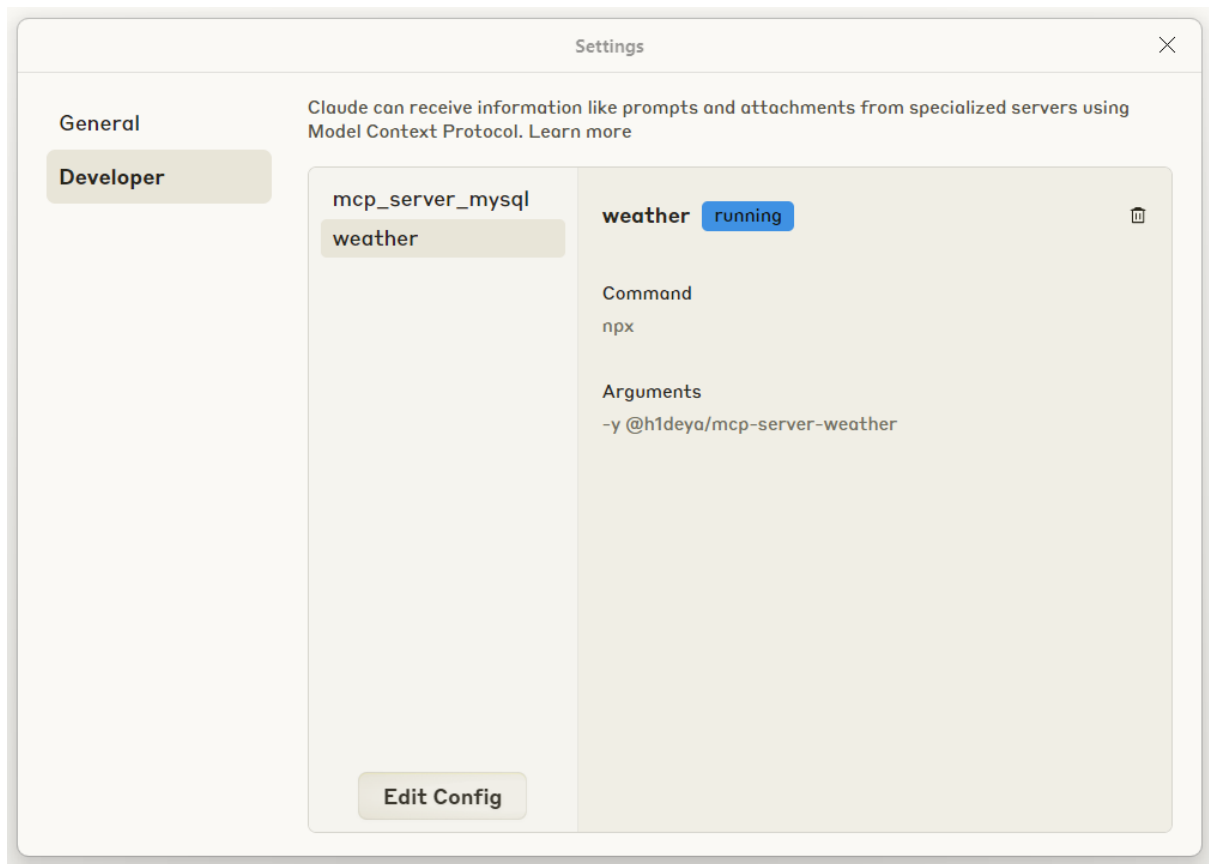 Settings
General
Developer
Claude can receive information like prompts and attachments from specialized servers using
Model Context Protocol. Learn more
mcp_server_mysql
weather
weather running
Command
npx
Arguments
-y @h1deya/mcp-server-weather
Edit Config